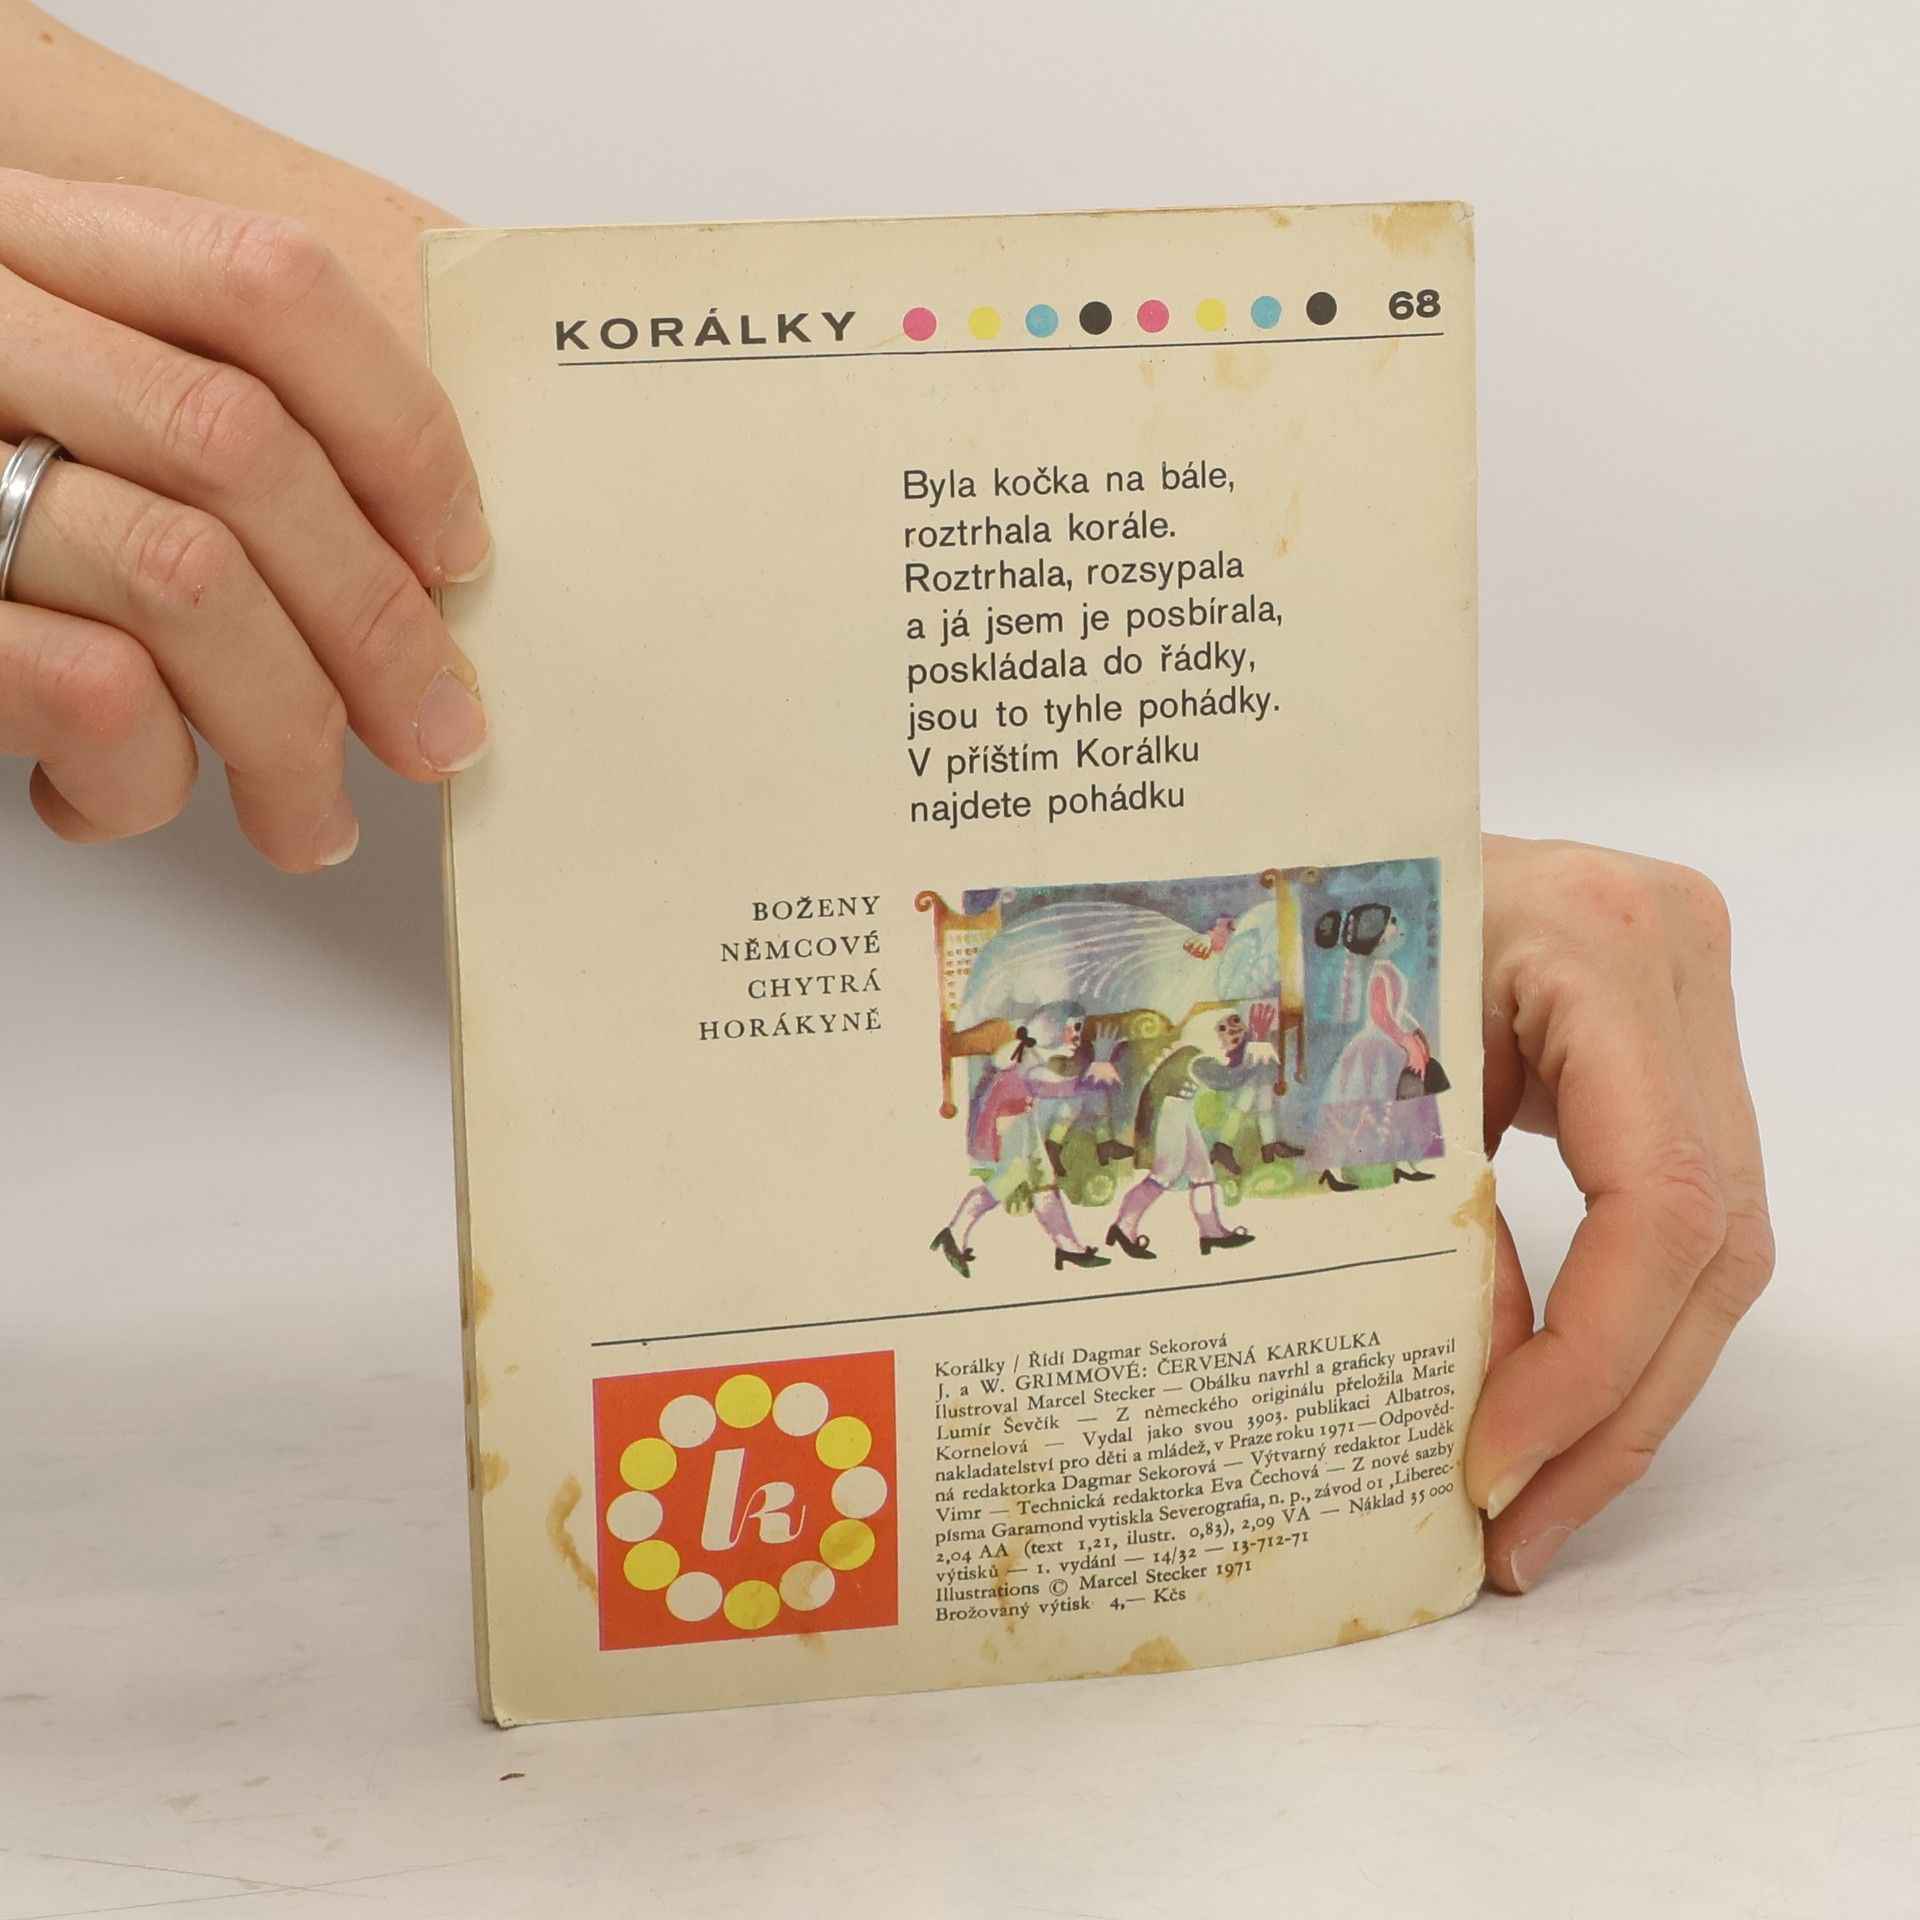 KORÁLKY 68
Byla kočka na bále,
roztrhala korále.
Roztrhala, rozsypala
a já jsem je posbírala,
poskládala do řádky,
jsou to tyhle pohádky.
V příštím Korálku
najdete pohádku
BOŽENY
NĚMCOVÉ
CHYTRÁ
HORÁKYNĚ
k
Korálky / Řídí Dagmar Sekorová
J. a W. GRIMMOVÉ: ČERVENÁ KARKULKA
Ilustroval Marcel Stecker — Obálku navrhl a graficky upravil
Lumír Ševčík — Z německého originálu přeložila Marie
Kornelová — Vydal jako svou 3903. publikaci Albatros,
nakladatelství pro děti a mládež, v Praze roku 1971 — Odpověd-
ná redaktorka Dagmar Sekorová — Výtvarný redaktor Luděk
Vimr — Technická redaktorka Eva Čechová — Z nové sazby
písma Garamond vytiskla Severografia, n. p., závod 01, Liberec-
2,04 AA (text 1,21, ilustr. 0,83), 2,09 VA — Náklad 35 000
výtisků — 1. vydání — 14/32 — 13-712-71
Illustrations © Marcel Stecker 1971
Brožovaný výtisk 4,— Kčs